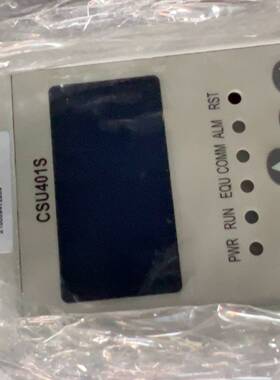 CSU401S
PWR RUN EQU COMM ALM RST